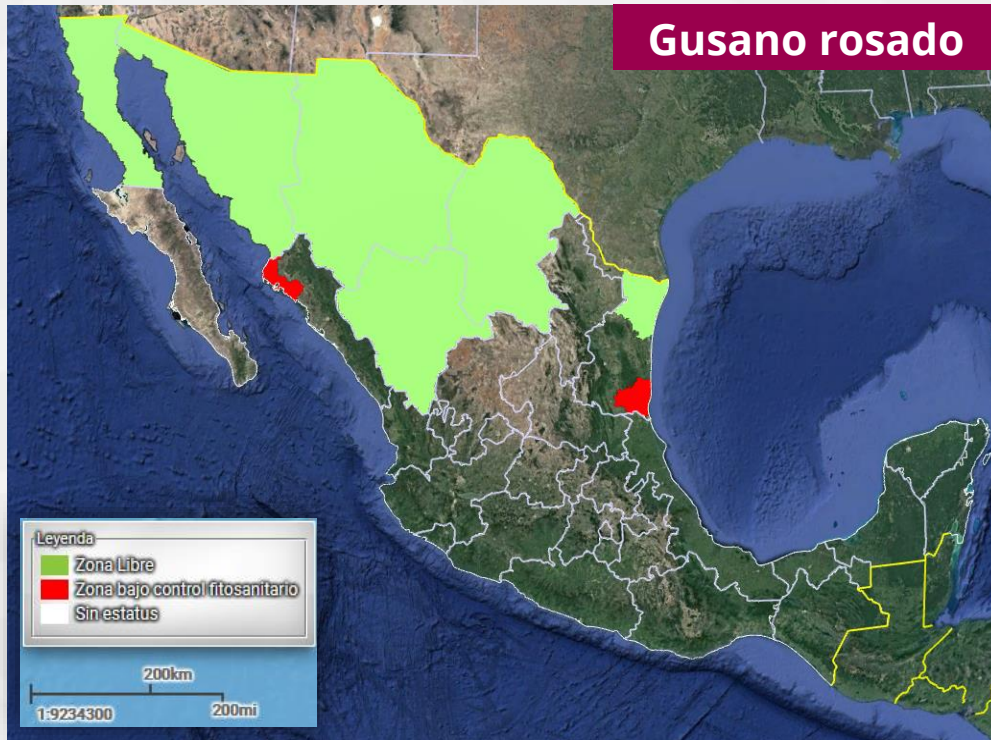 Gusano rosado
Leyenda
Zona Libre
Zona bajo control fitosanitario
Sin estatus
200km
1:9234300
200mi